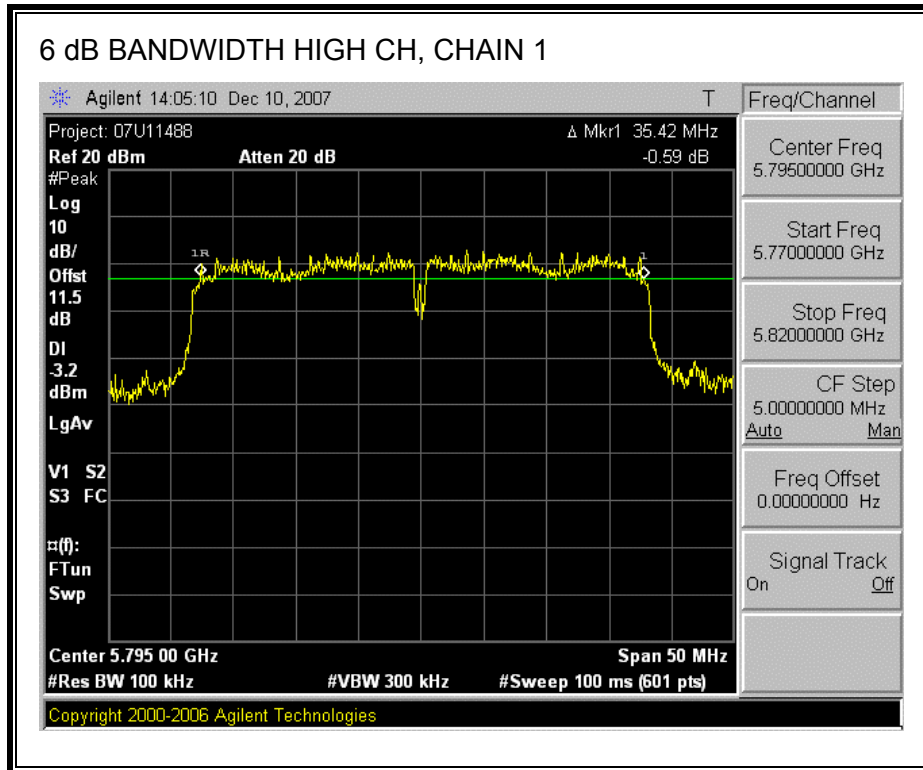 6 dB BANDWIDTH HIGH CH, CHAIN 1
Agilent 14:05:10 Dec 10, 2007 T
Project: 07U11488 Δ Mkr1 35.42 MHz
Ref 20 dBm Atten 20 dB -0.59 dB
#Peak
Log
10
dB/
Offst
11.5
dB
DI
-3.2
dBm
LgAv
V1 S2
S3 FC
¤(f):
FTun
Swp
1R
1
Center 5.795 00 GHz Span 50 MHz
#Res BW 100 kHz #VBW 300 kHz #Sweep 100 ms (601 pts)
Copyright 2000-2006 Agilent Technologies
Freq/Channel
Center Freq
5.79500000 GHz
Start Freq
5.77000000 GHz
Stop Freq
5.82000000 GHz
CF Step
5.00000000 MHz
Auto Man
Freq Offset
0.00000000 Hz
Signal Track
On Off